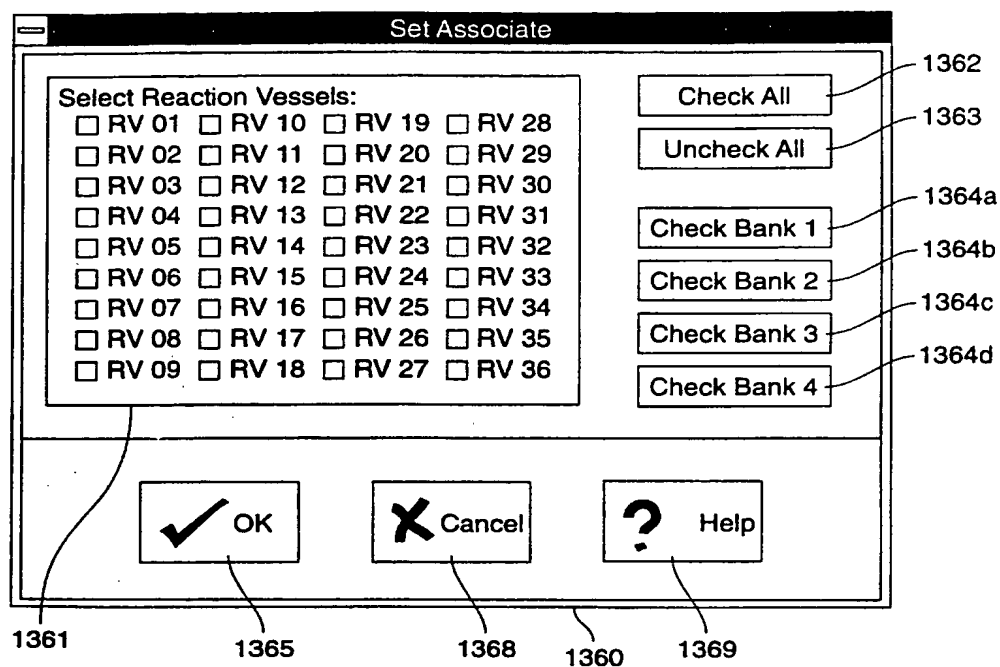 Set Associate
Select Reaction Vessels:
RV 01 RV 10 RV 19 RV 28
RV 02 RV 11 RV 20 RV 29
RV 03 RV 12 RV 21 RV 30
RV 04 RV 13 RV 22 RV 31
RV 05 RV 14 RV 23 RV 32
RV 06 RV 15 RV 24 RV 33
RV 07 RV 16 RV 25 RV 34
RV 08 RV 17 RV 26 RV 35
RV 09 RV 18 RV 27 RV 36
Check All
1362
Uncheck All
1363
Check Bank 1
1364a
Check Bank 2
1364b
Check Bank 3
1364c
Check Bank 4
1364d
OK
Cancel
Help
1361
1365
1368
1360
1369